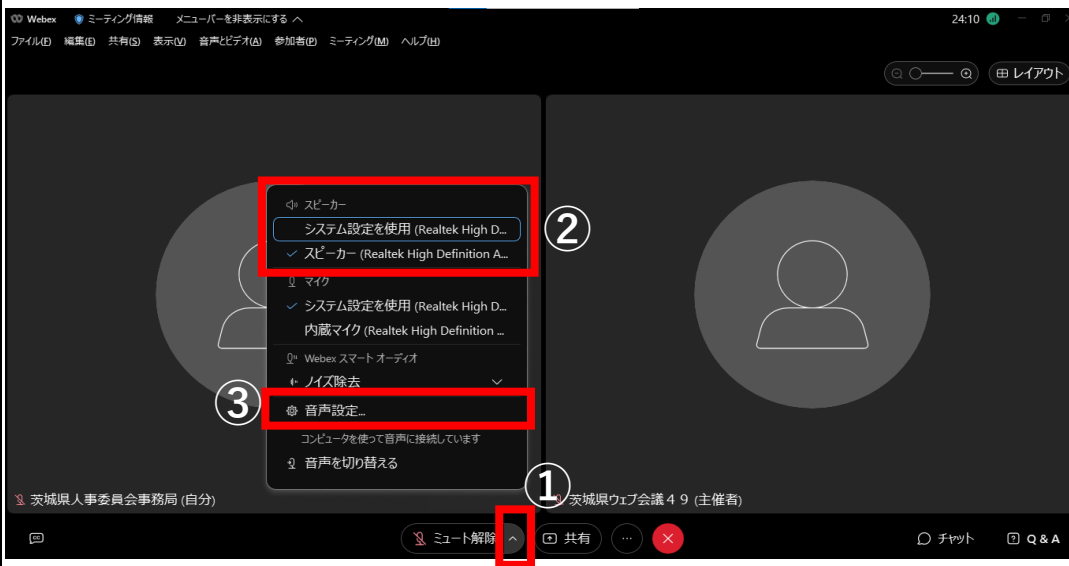 Webex ミーティング情報 メニューバーを非表示にする 24:10
ファイル(F) 編集(E) 共有(S) 表示(V) 音声とビデオ(A) 参加者(P) ミーティング(M) ヘルプ(H)
レイアウト
スピーカー
システム設定を使用 (Realtek High D...
②
スピーカー (Realtek High Definition A...
マイク
システム設定を使用 (Realtek High D...
内蔵マイク (Realtek High Definition ...
Webex スマート オーディオ
ノイズ除去
③
音声設定...
コンピュータを使って音声に接続しています
音声を切り替える
①
茨城県人事委員会事務局 (自分)
茨城県ウェブ会議49 (主催者)
CC
ミュート解除
共有
チャット
Q & A